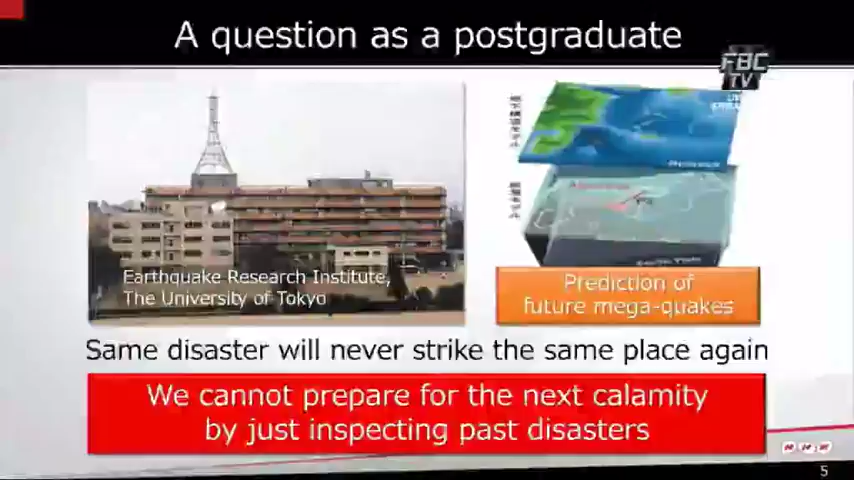 A question as a postgraduate
FBC
TV
Earthquake Research Institute,
The University of Tokyo
Prediction of
future mega-quakes
Same disaster will never strike the same place again
We cannot prepare for the next calamity
by just inspecting past disasters
NHK
5